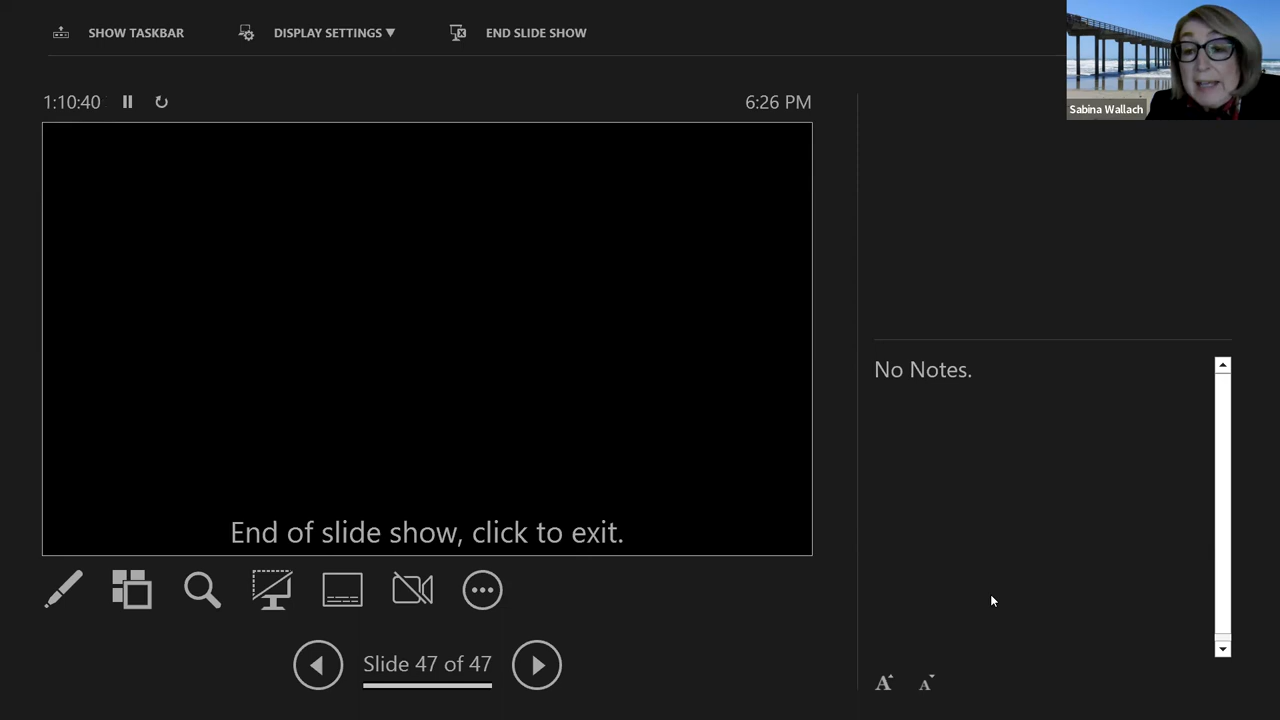 SHOW TASKBAR
DISPLAY SETTINGS ▼
END SLIDE SHOW
Sabina Wallach
1:10:40
6:26 PM
End of slide show, click to exit.
No Notes.
Slide 47 of 47
A
A